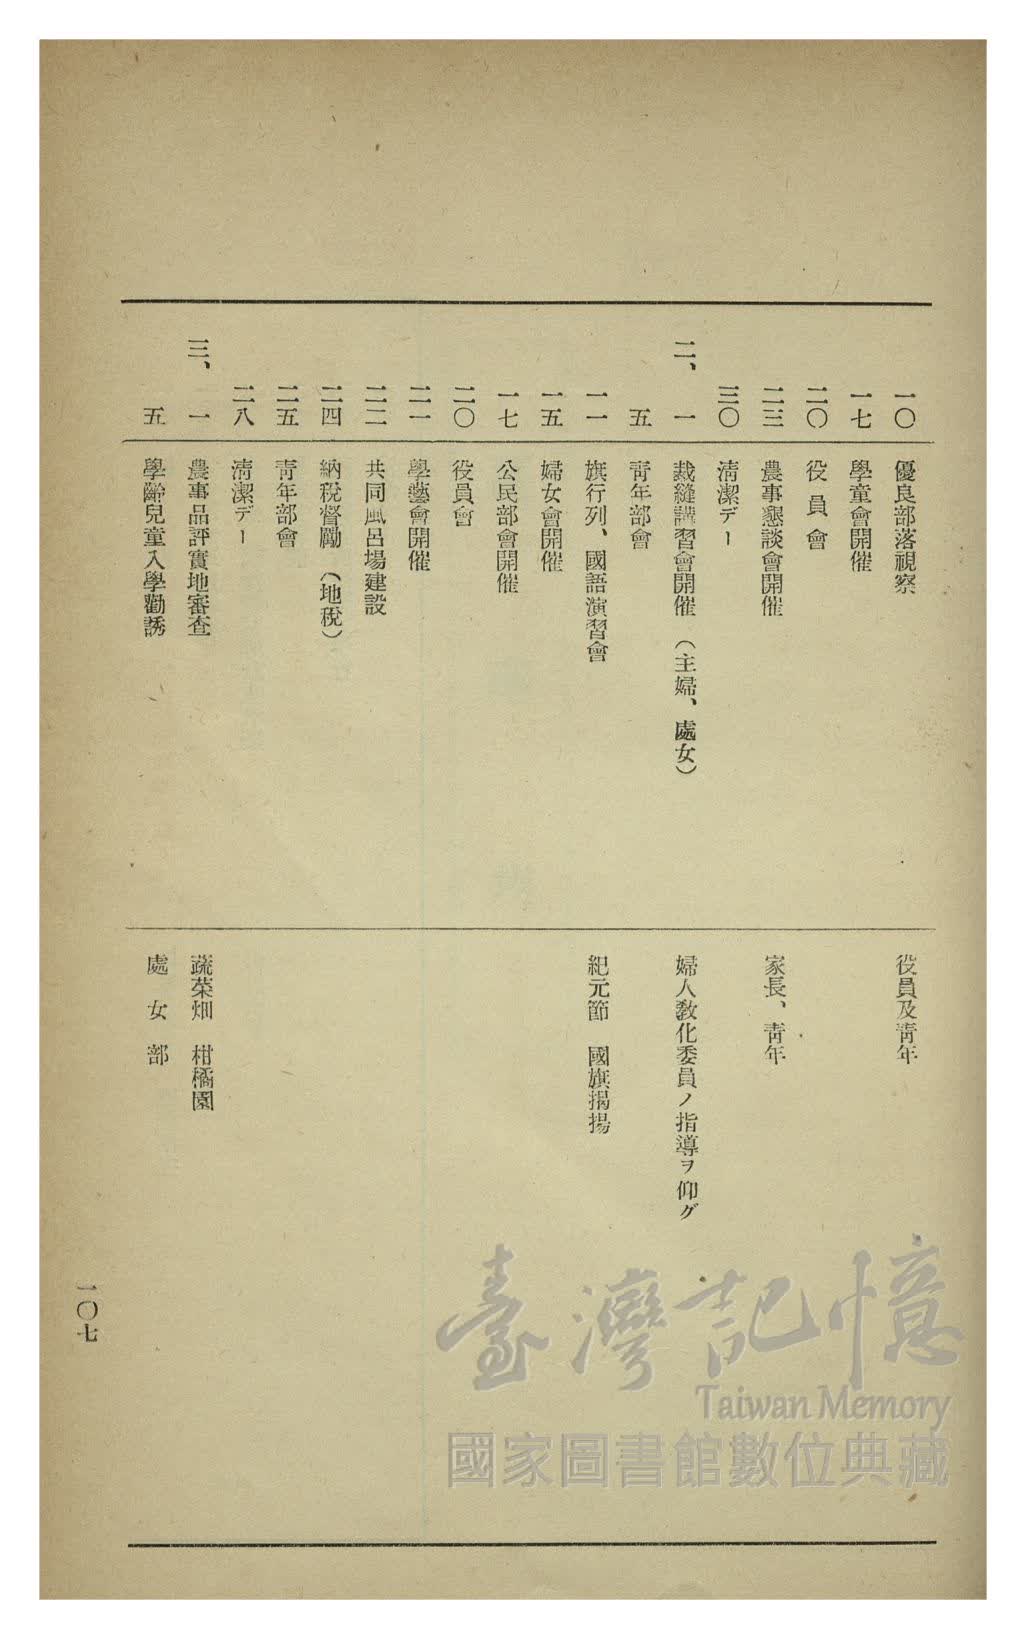 一〇 優良部落視察 役員及青年
一七 學童會開催
二〇 役員會
二三 農事懇談會開催 家長、青年
三〇 清潔デー
二、一 裁縫講習會開催（主婦、處女） 婦人教化委員ノ指導ヲ仰グ
五 青年部會
一一 旗行列、國語演習會 紀元節 國旗揭揚
一五 婦女會開催
一七 公民部會開催
二〇 役員會
二一 學藝會開催
二二 共同風呂場建設
二四 納稅督勵（地稅）
二五 青年部會
二八 清潔デー
三、一 農事品評實地審查 蔬菜畑 柑橘園
五 學齡兒童入學勸誘 處女部
一〇七
臺灣記憶
Taiwan Memory
國家圖書館數位典藏